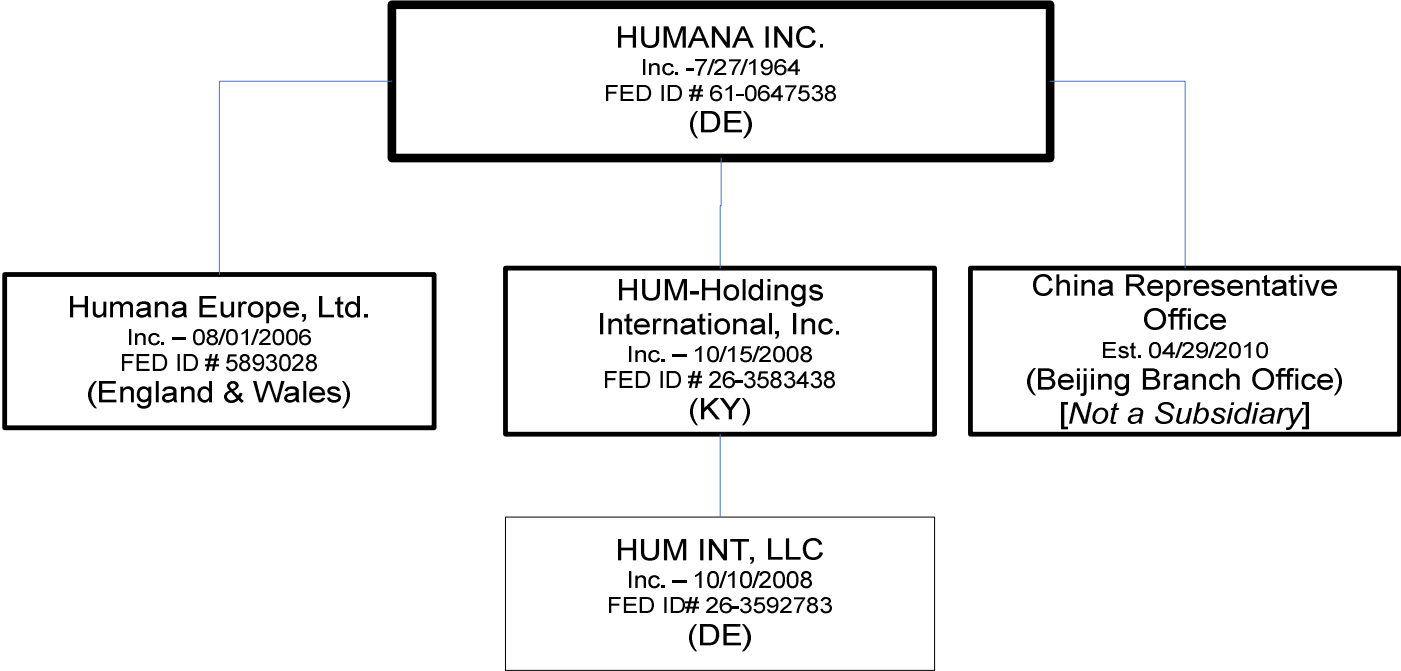 HUMANA INC.
Inc. -7/27/1964
FED ID # 61-0647538
(DE)
Humana Europe, Ltd.
Inc. – 08/01/2006
FED ID # 5893028
(England & Wales)
HUM-Holdings
International, Inc.
Inc. – 10/15/2008
FED ID # 26-3583438
(KY)
China Representative
Office
Est. 04/29/2010
(Beijing Branch Office)
[Not a Subsidiary]
HUM INT, LLC
Inc. – 10/10/2008
FED ID# 26-3592783
(DE)